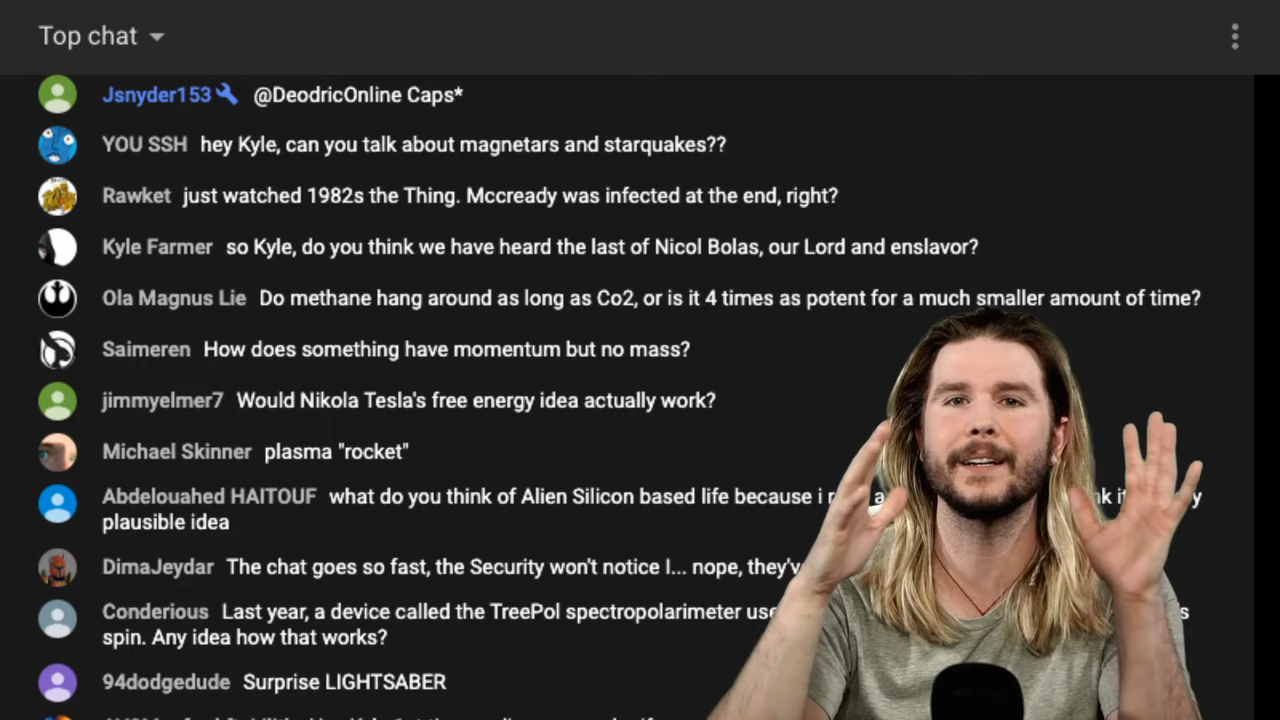 Top chat
Jsnyder153 @DeodricOnline Caps*
YOU SSH hey Kyle, can you talk about magnetars and starquakes??
Rawket just watched 1982s the Thing. Mccready was infected at the end, right?
Kyle Farmer so Kyle, do you think we have heard the last of Nicol Bolas, our Lord and enslavor?
Ola Magnus Lie Do methane hang around as long as Co2, or is it 4 times as potent for a much smaller amount of time?
Saimeren How does something have momentum but no mass?
jimmyelmer7 Would Nikola Tesla's free energy idea actually work?
Michael Skinner plasma "rocket"
Abdelouahed HAITOUF what do you think of Alien Silicon based life because i
plausible idea
DimaJeydar The chat goes so fast, the Security won't notice I... nope,
Conderious Last year, a device called the TreePol spectropolarimeter
spin. Any idea how that works?
94dodgedude Surprise LIGHTSABER